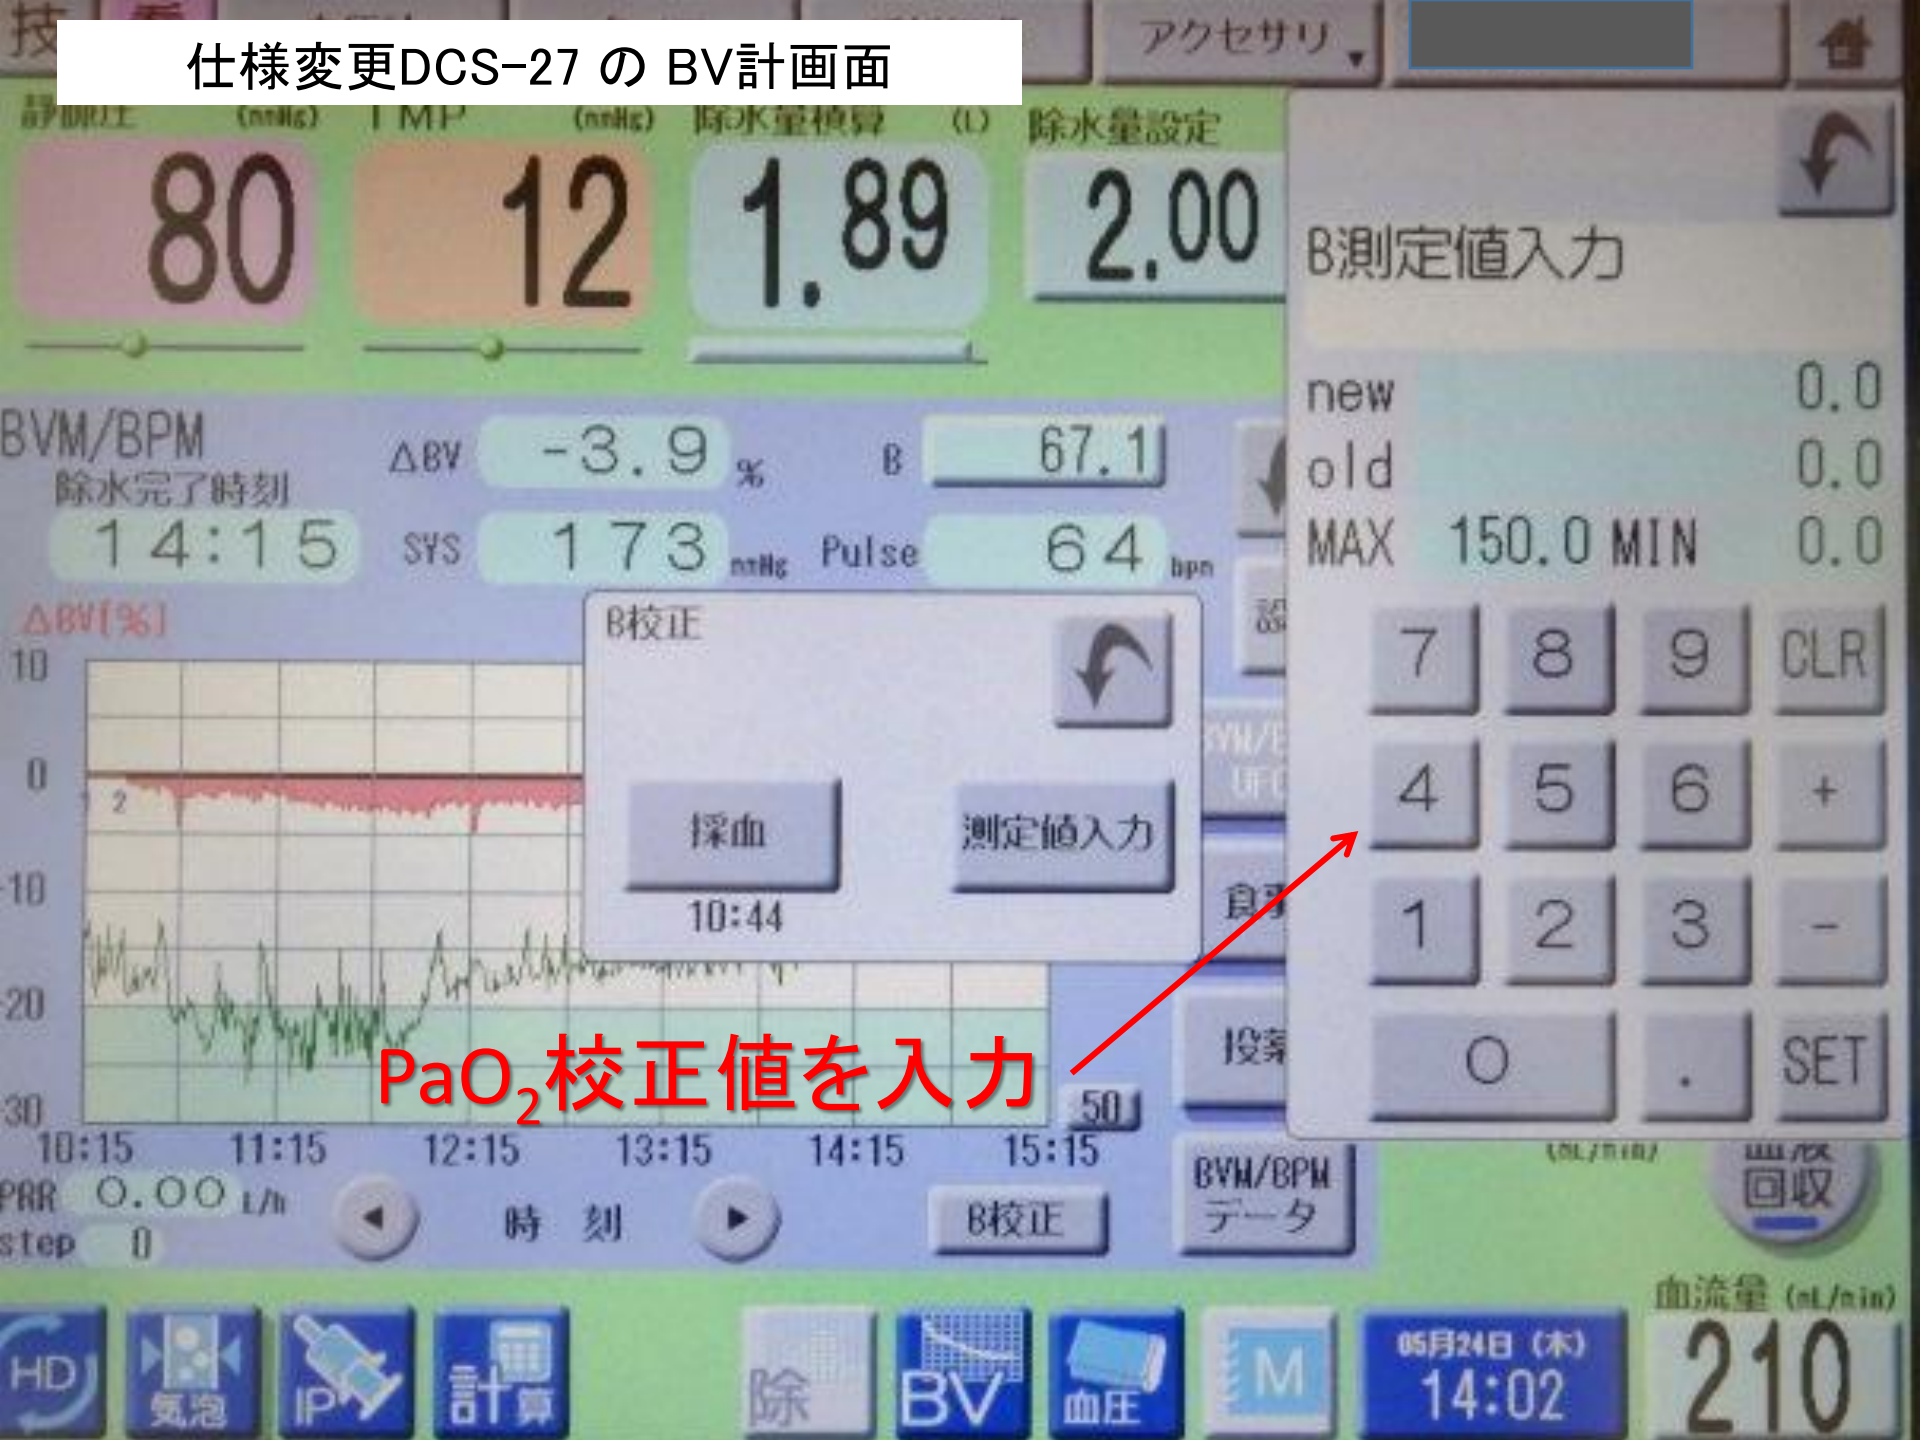 技
仕様変更DCS-27 の BV計画面
アクセサリ
静脈圧 (mmHg)
TMP (mmHg)
除水量積算 (L)
除水量設定
80
12
1.89
2.00
B測定値入力
new 0.0
old 0.0
MAX 150.0 MIN 0.0
BVM/BPM
除水完了時刻
14:15
ΔBV -3.9 %
B 67.1
SYS 173 mmHg
Pulse 64 bpm
ΔBV[%]
10
0
-10
-20
-30
2
B校正
採血
10:44
測定値入力
7 8 9 CLR
4 5 6 +
1 2 3 -
0 . SET
PaO₂校正値を入力
50
10:15 11:15 12:15 13:15 14:15 15:15
PRR 0.00 L/h
step 0
時 刻
B校正
BVM/BPM
データ
(mL/min)
回収
HD
気泡
IP
計算
除
BV
血圧
M
05月24日 (木)
14:02
血流量 (mL/min)
210